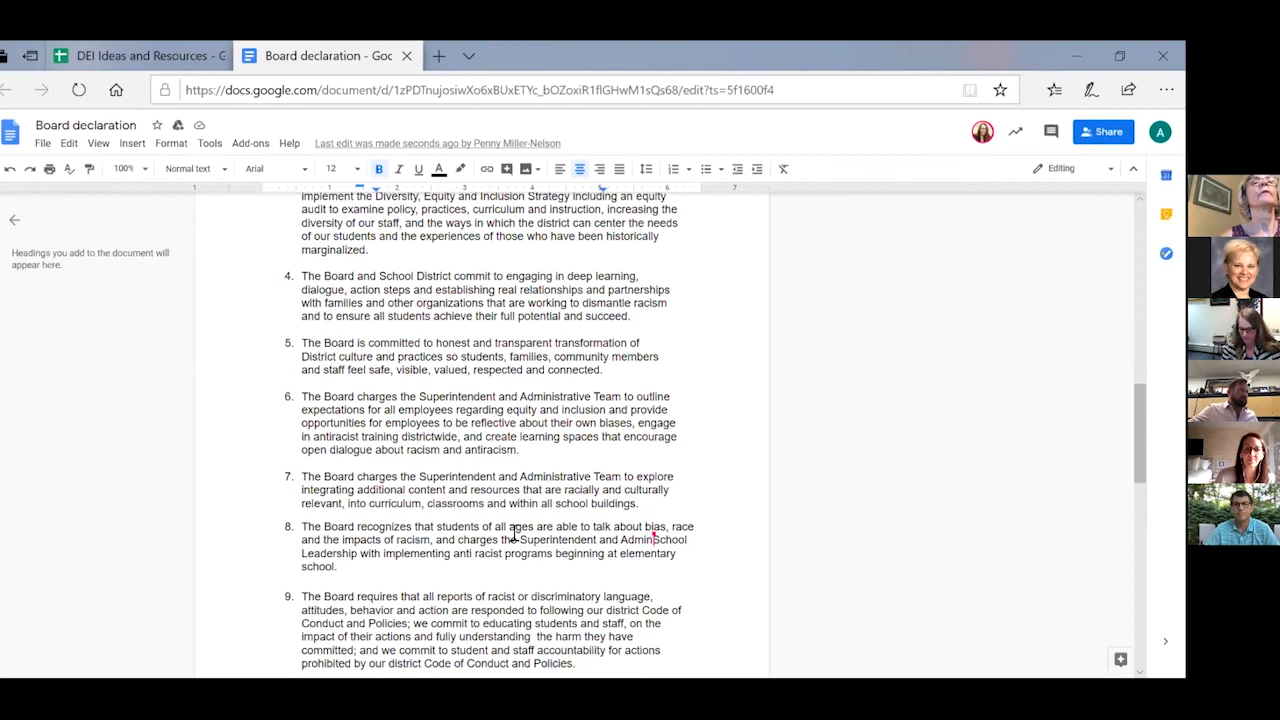 DEI Ideas and Resources - G
Board declaration - Goo
https://docs.google.com/document/d/1zPDTnujosiwXo6xBUxETYc_bOZoxiR1flGHwM1sQs68/edit?ts=5f1600f4
Board declaration
File Edit View Insert Format Tools Add-ons Help Last edit was made seconds ago by Penny Miller-Nelson
Share
A
100% Normal text Arial 12 B I U A Editing
1 1 2 3 4 5 6 7
Headings you add to the document will
appear here.
implement the Diversity, Equity and Inclusion Strategy including an equity
audit to examine policy, practices, curriculum and instruction, increasing the
diversity of our staff, and the ways in which the district can center the needs
of our students and the experiences of those who have been historically
marginalized.
4. The Board and School District commit to engaging in deep learning,
dialogue, action steps and establishing real relationships and partnerships
with families and other organizations that are working to dismantle racism
and to ensure all students achieve their full potential and succeed.
5. The Board is committed to honest and transparent transformation of
District culture and practices so students, families, community members
and staff feel safe, visible, valued, respected and connected.
6. The Board charges the Superintendent and Administrative Team to outline
expectations for all employees regarding equity and inclusion and provide
opportunities for employees to be reflective about their own biases, engage
in antiracist training districtwide, and create learning spaces that encourage
open dialogue about racism and antiracism.
7. The Board charges the Superintendent and Administrative Team to explore
integrating additional content and resources that are racially and culturally
relevant, into curriculum, classrooms and within all school buildings.
8. The Board recognizes that students of all ages are able to talk about bias, race
and the impacts of racism, and charges the Superintendent and AdminSchool
Leadership with implementing anti racist programs beginning at elementary
school.
9. The Board requires that all reports of racist or discriminatory language,
attitudes, behavior and action are responded to following our district Code of
Conduct and Policies; we commit to educating students and staff, on the
impact of their actions and fully understanding the harm they have
committed; and we commit to student and staff accountability for actions
prohibited by our district Code of Conduct and Policies.